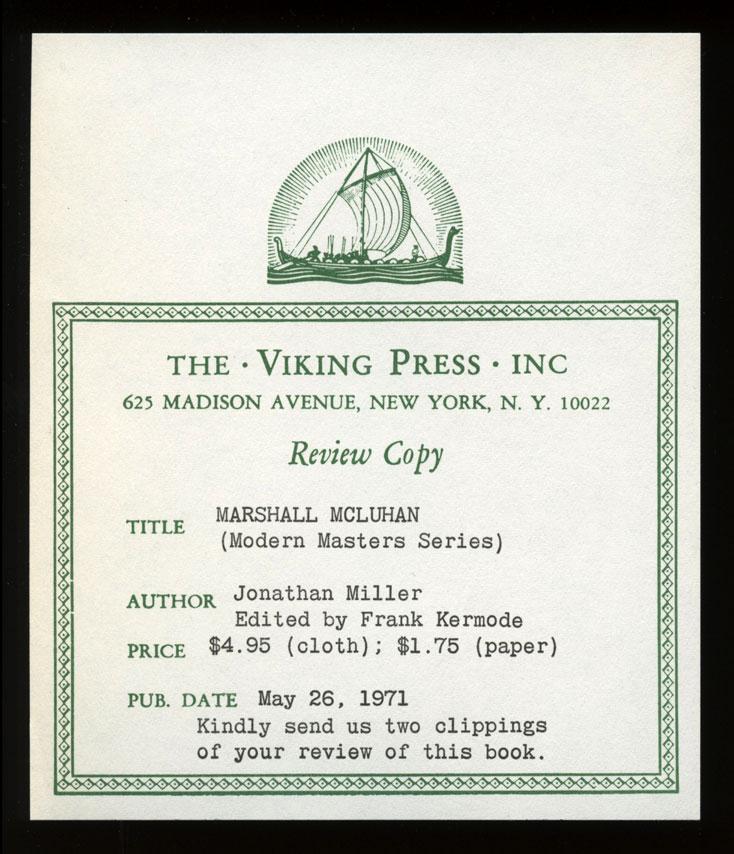 THE · VIKING PRESS · INC
625 MADISON AVENUE, NEW YORK, N. Y. 10022
Review Copy
TITLE MARSHALL MCLUHAN
(Modern Masters Series)
AUTHOR Jonathan Miller
Edited by Frank Kermode
PRICE $4.95 (cloth); $1.75 (paper)
PUB. DATE May 26, 1971
Kindly send us two clippings
of your review of this book.